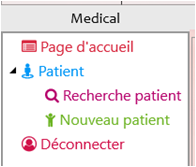 Medical
Page d'accueil
Patient
Recherche patient
Nouveau patient
Déconnecter